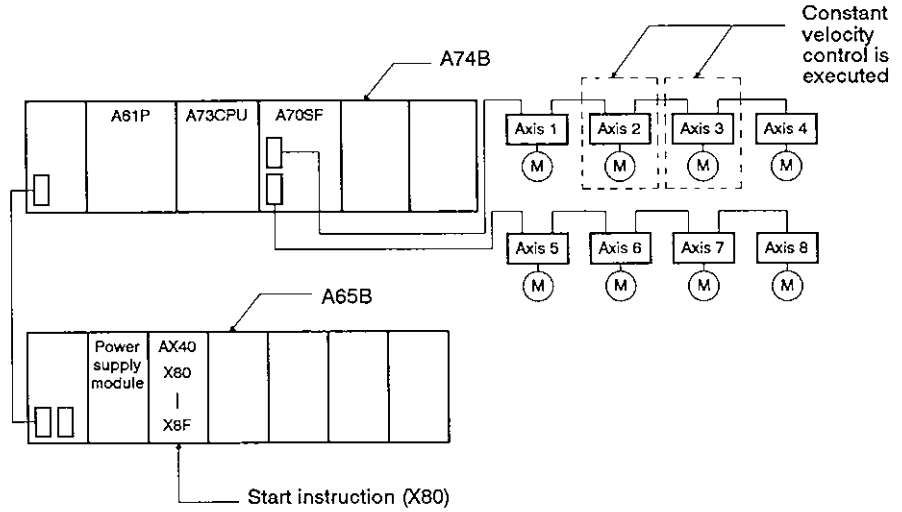 Constant
velocity
control is
executed
A74B
A61P
A73CPU
A70SF
Axis 1
Axis 2
Axis 3
Axis 4
M
M
M
M
Axis 5
Axis 6
Axis 7
Axis 8
M
M
M
M
A65B
Power
supply
module
AX40
X80
|
X8F
Start instruction (X80)